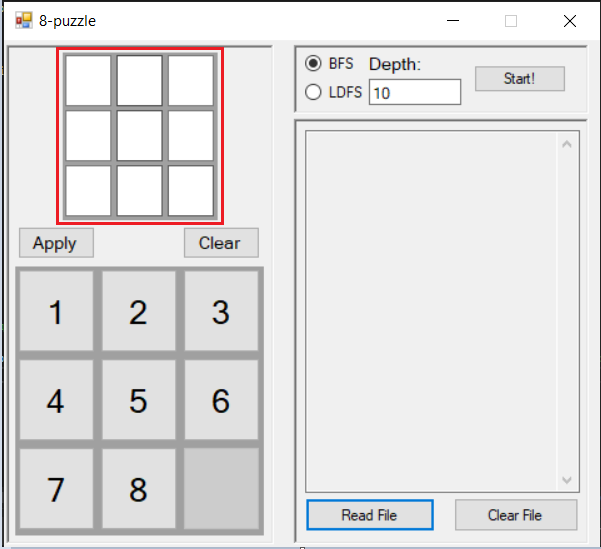 8-puzzle
BFS
Depth:
LDFS
10
Start!
Apply
Clear
1 2 3
4 5 6
7 8
Read File
Clear File